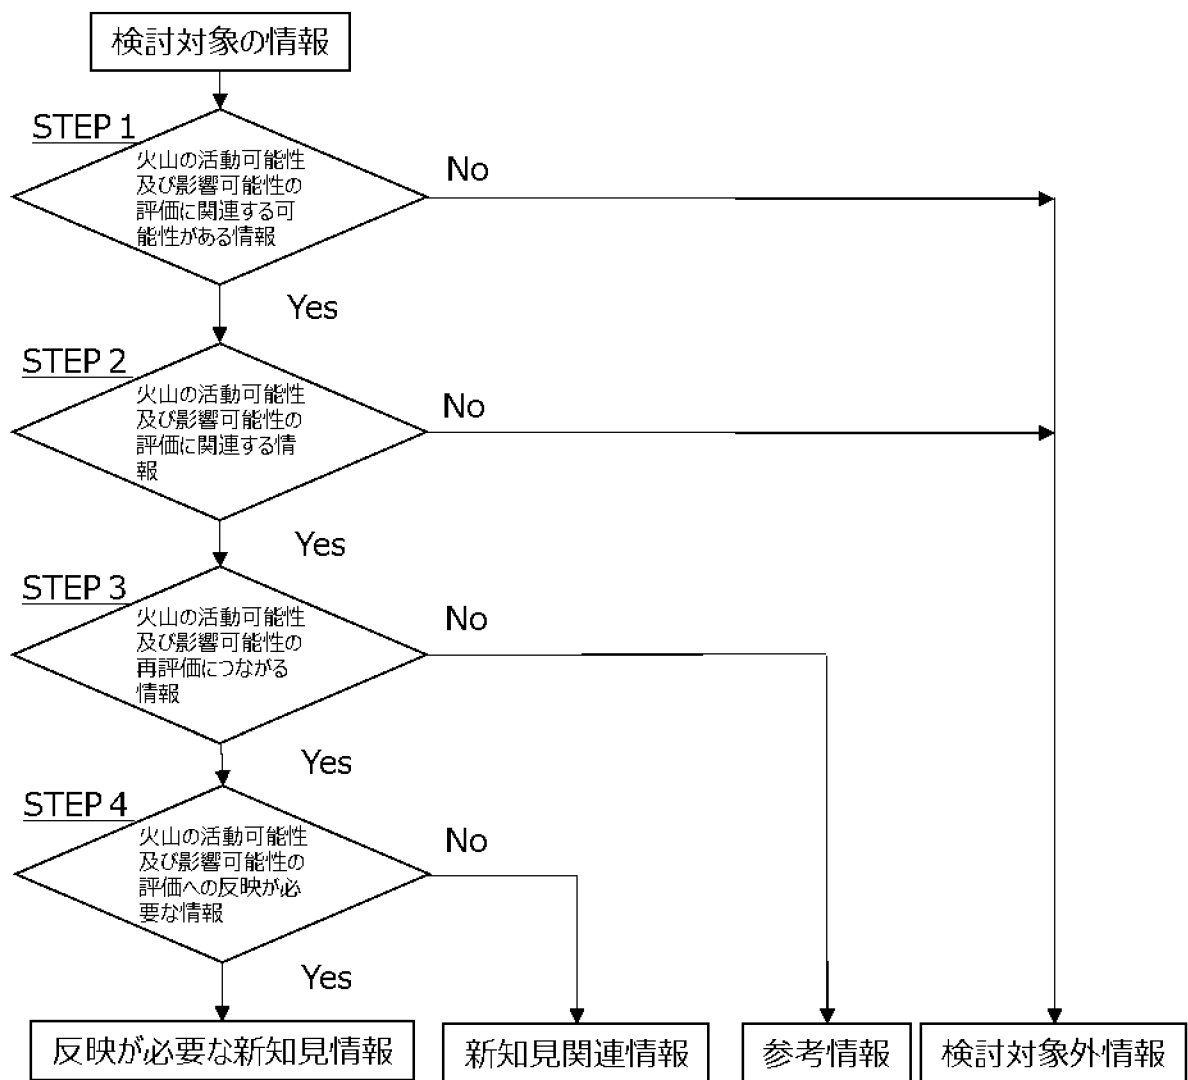 検討対象の情報
STEP 1
火山の活動可能性
及び影響可能性の
評価に関連する可
能性がある情報
No
Yes
STEP 2
火山の活動可能性
及び影響可能性の
評価に関連する情
報
No
Yes
STEP 3
火山の活動可能性
及び影響可能性の
再評価につながる
情報
No
Yes
STEP 4
火山の活動可能性
及び影響可能性の
評価への反映が必
要な情報
No
Yes
反映が必要な新知見情報
新知見関連情報
参考情報
検討対象外情報